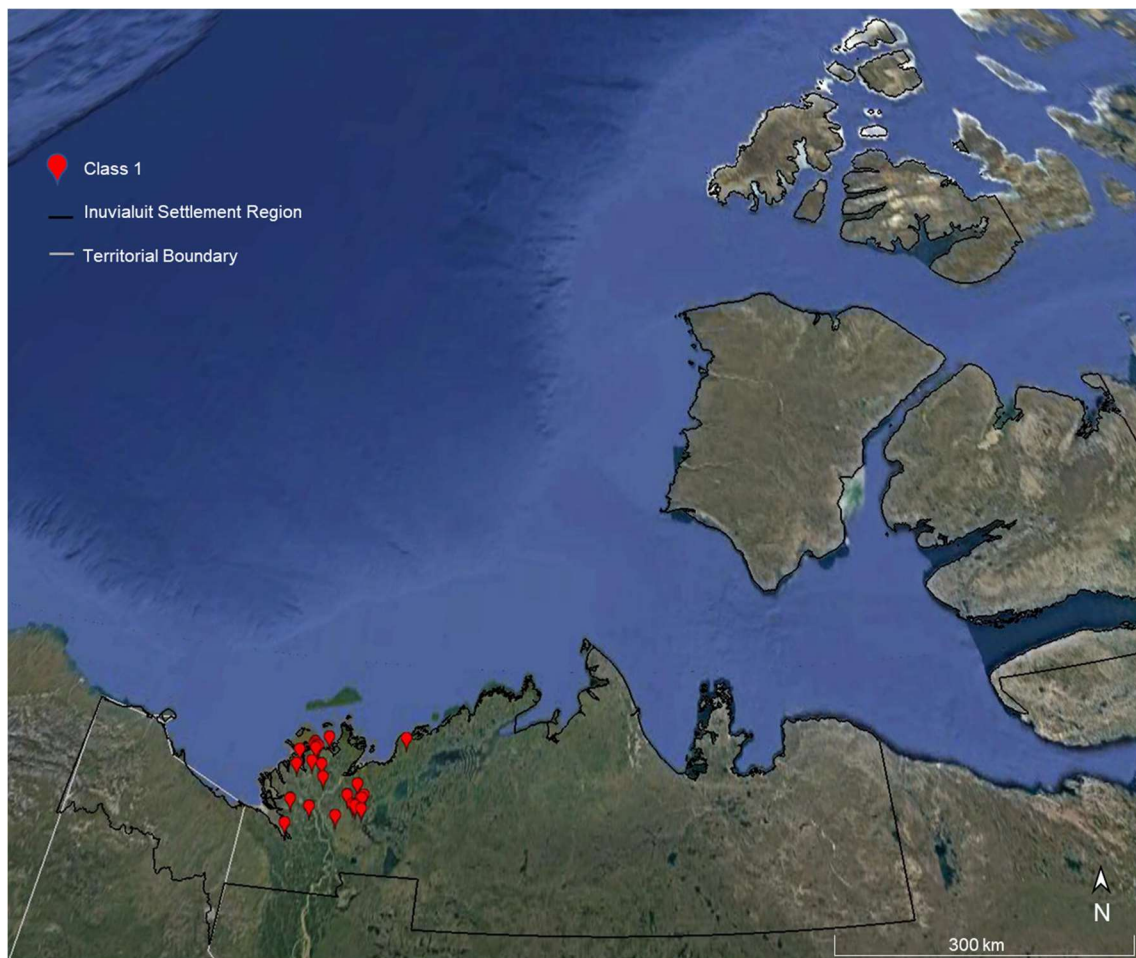 Class 1
Inuvialuit Settlement Region
Territorial Boundary
N
300 km